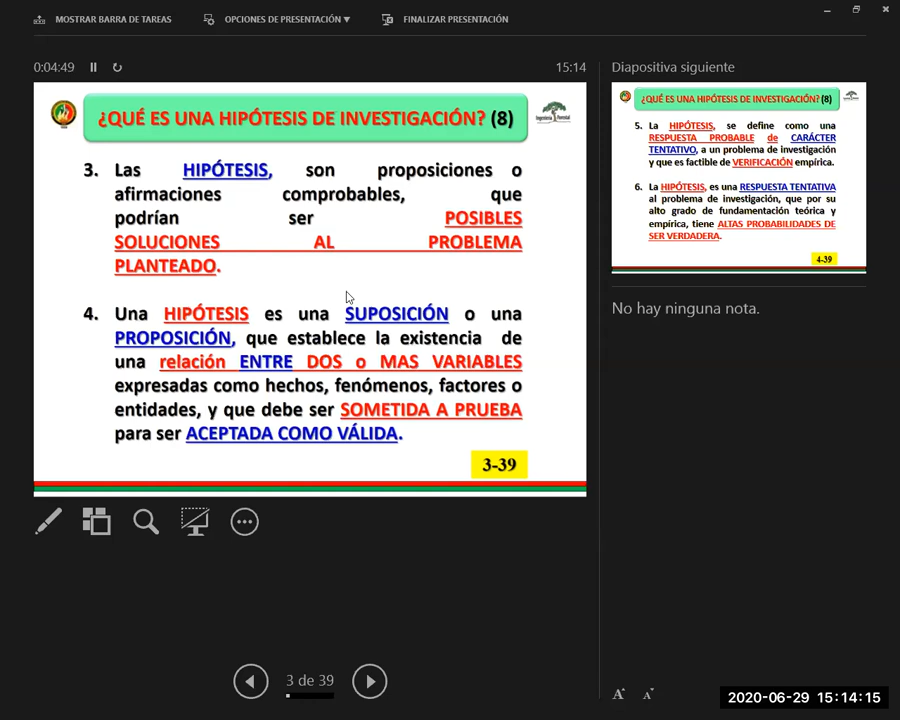 MOSTRAR BARRA DE TAREAS
OPCIONES DE PRESENTACIÓN ▼
FINALIZAR PRESENTACIÓN
0:04:49
15:14
¿QUÉ ES UNA HIPÓTESIS DE INVESTIGACIÓN? (8)
3. Las HIPÓTESIS, son proposiciones o
afirmaciones comprobables, que
podrían ser POSIBLES
SOLUCIONES AL PROBLEMA
PLANTEADO.
4. Una HIPÓTESIS es una SUPOSICIÓN o una
PROPOSICIÓN, que establece la existencia de
una relación ENTRE DOS o MAS VARIABLES
expresadas como hechos, fenómenos, factores o
entidades, y que debe ser SOMETIDA A PRUEBA
para ser ACEPTADA COMO VÁLIDA.
3-39
3 de 39
Diapositiva siguiente
¿QUÉ ES UNA HIPÓTESIS DE INVESTIGACIÓN? (8)
5. La HIPÓTESIS, se define como una
RESPUESTA PROBABLE de CARÁCTER
TENTATIVO, a un problema de investigación
y que es factible de VERIFICACIÓN empírica.
6. La HIPÓTESIS, es una RESPUESTA TENTATIVA
al problema de investigación, que por su
alto grado de fundamentación teórica y
empírica, tiene ALTAS PROBABILIDADES DE
SER VERDADERA.
4-39
No hay ninguna nota.
A A
2020-06-29 15:14:15